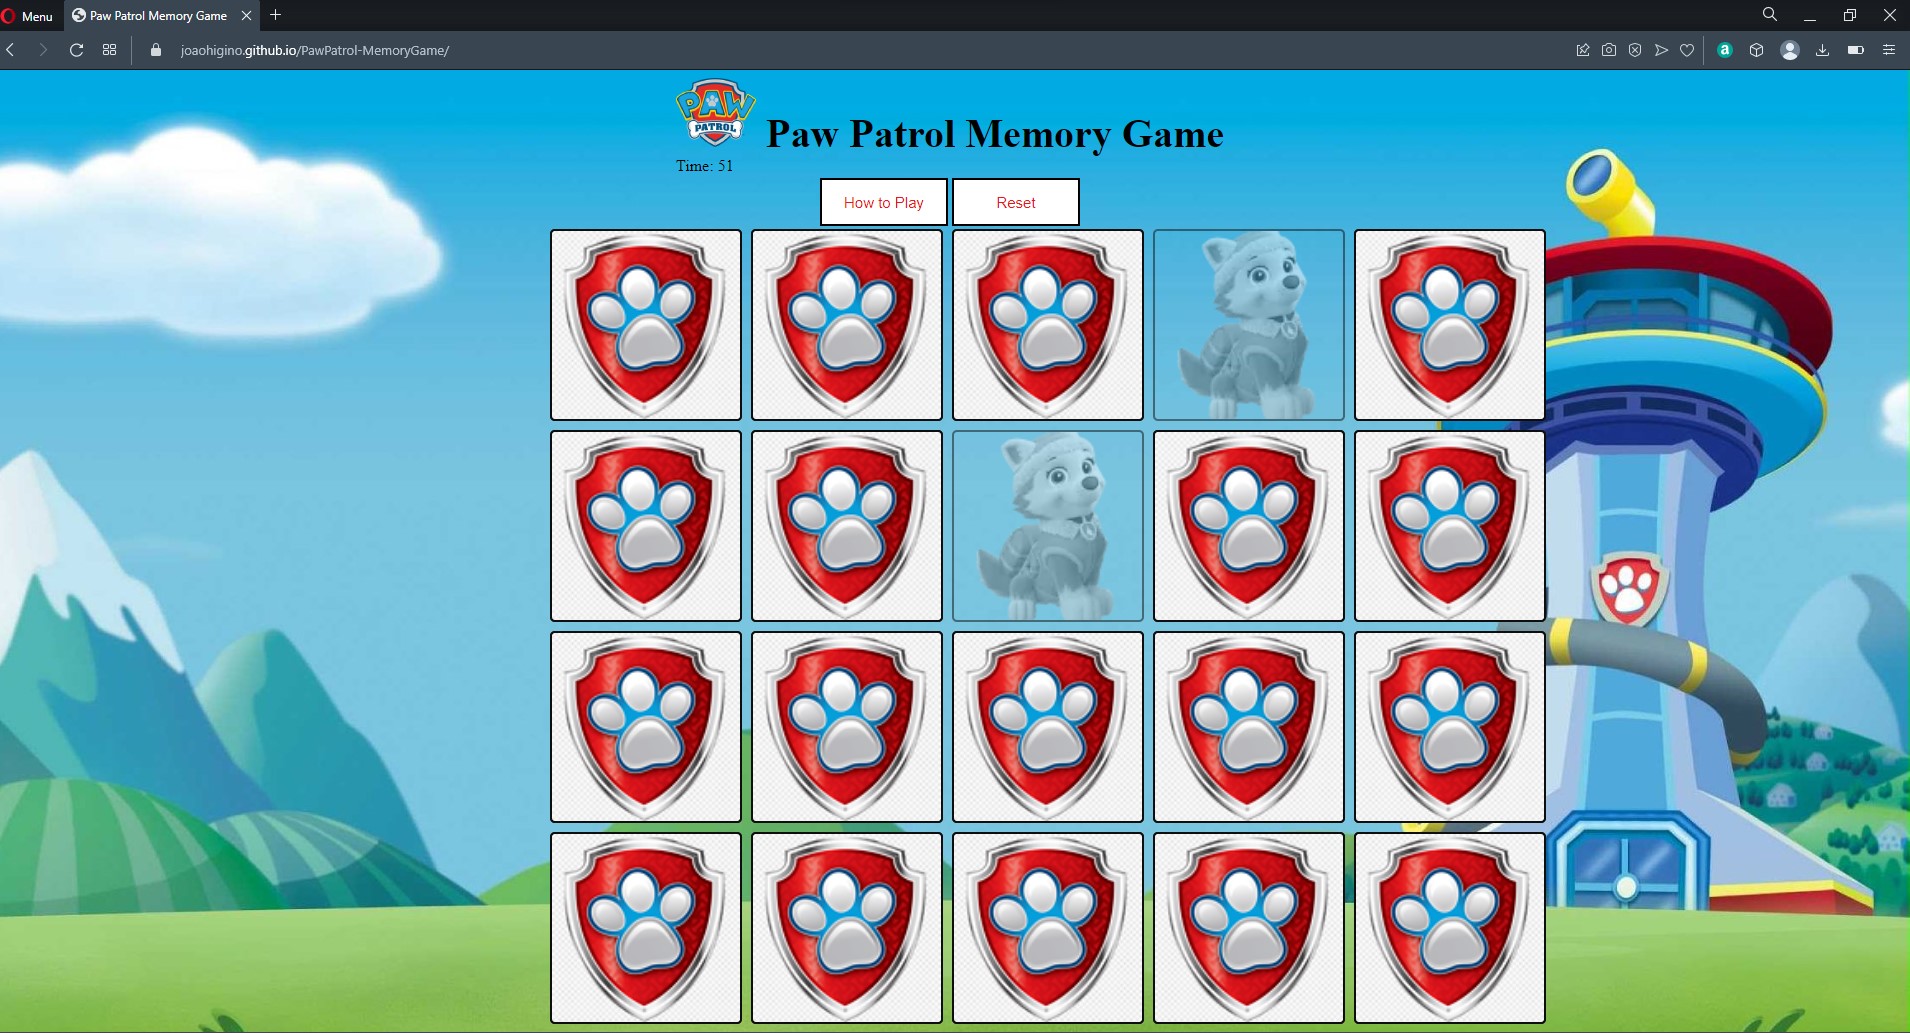 Menu
Paw Patrol Memory Game
joaohigino.github.io/PawPatrol-MemoryGame/
a
PAW
PATROL
Paw Patrol Memory Game
Time: 51
How to Play
Reset